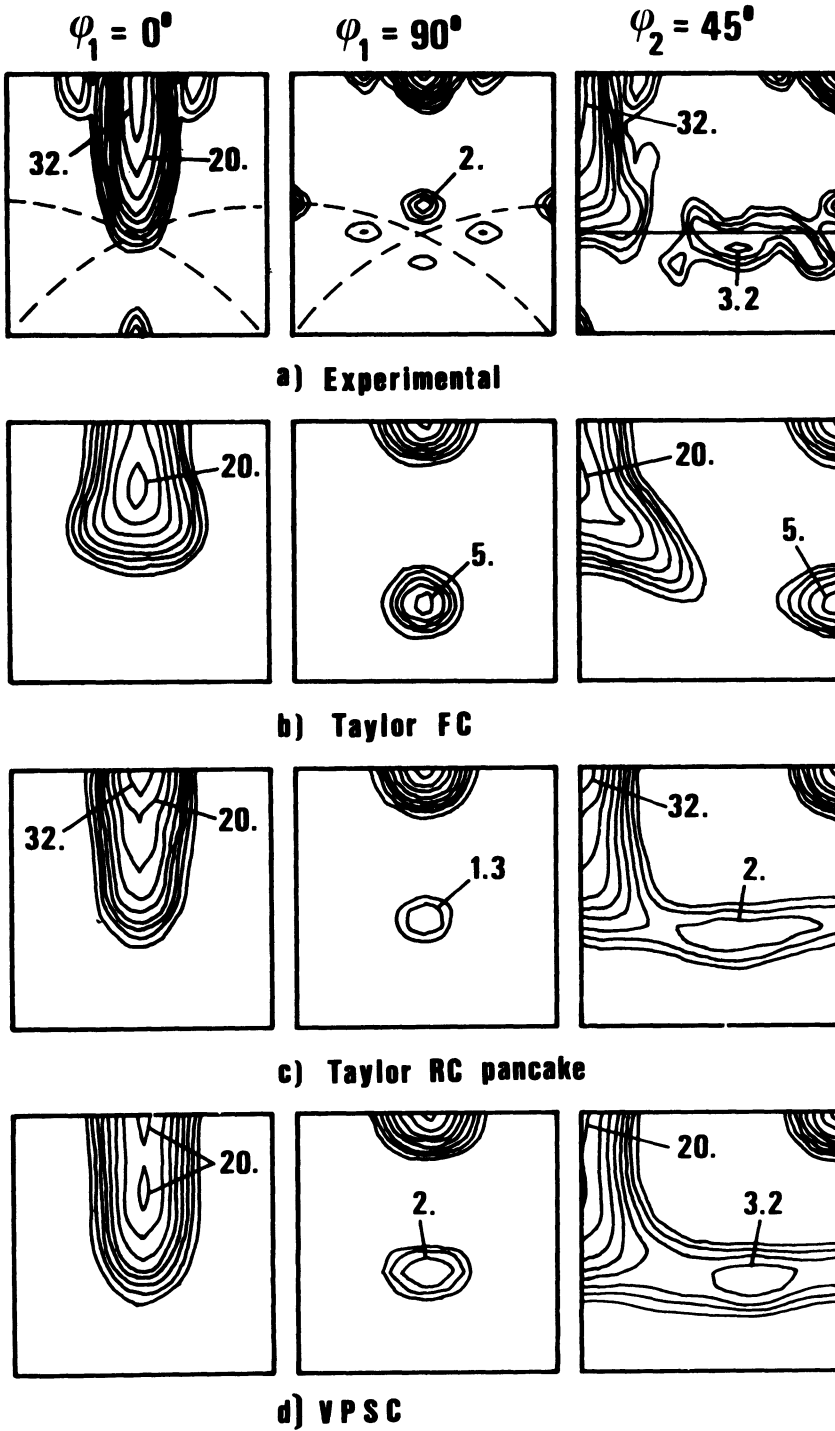 φ₁ = 0° φ₁ = 90° φ₂ = 45°
32. 20. 2. 32. 3.2
a) Experimental
20. 5. 20. 5.
b) Taylor FC
32. 20. 1.3 32. 2.
c) Taylor RC pancake
20. 2. 20. 3.2
d) VPSC